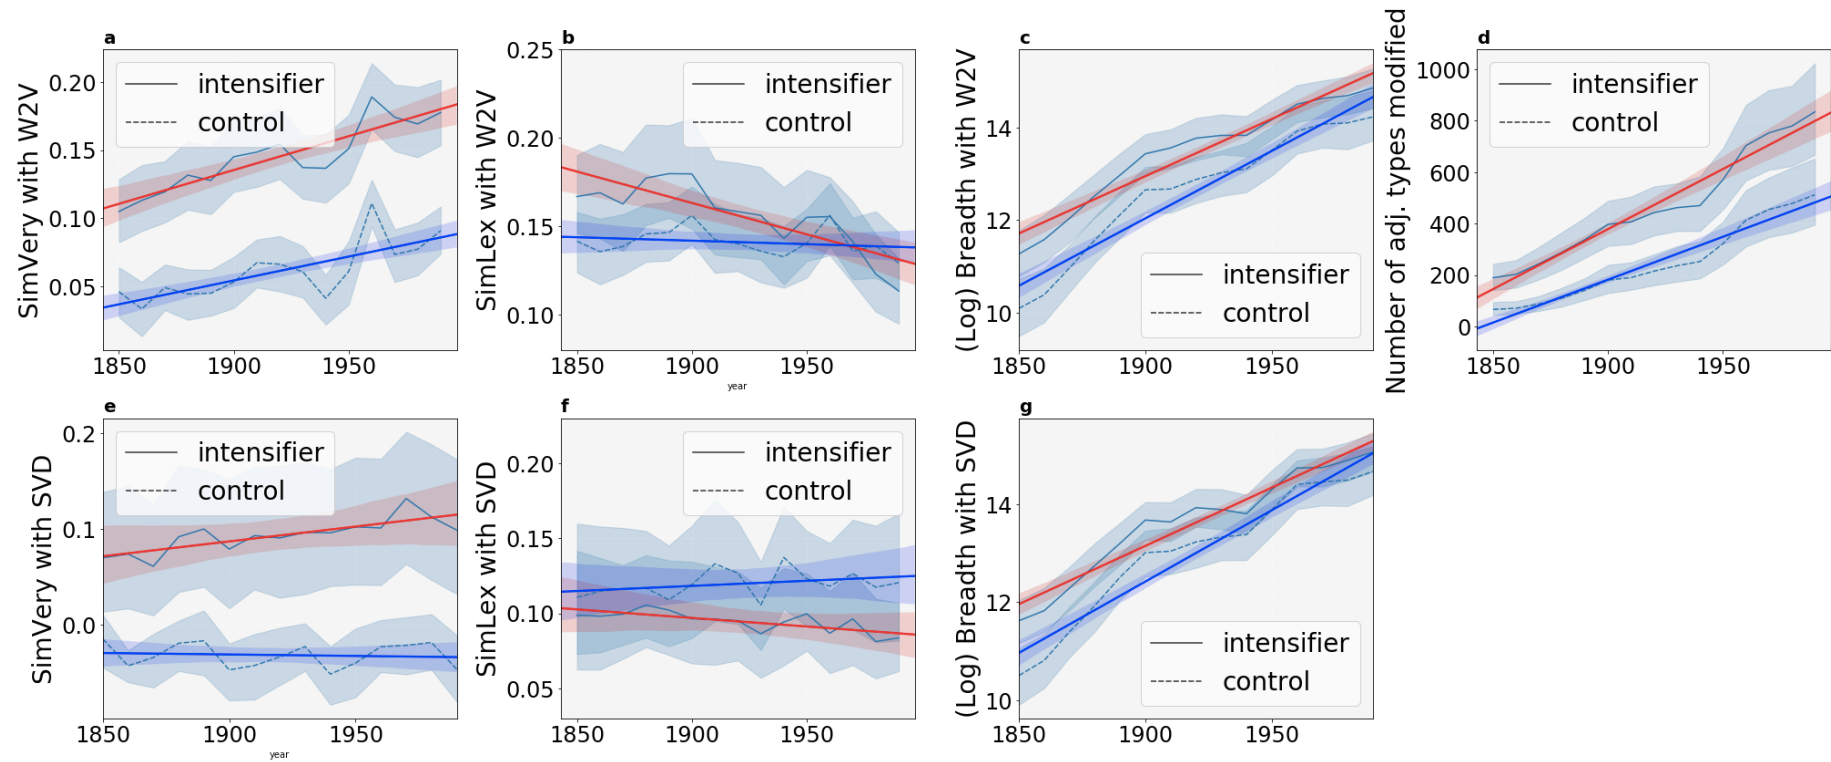 a
SimVery with W2V
0.20
0.15
0.10
0.05
intensifier
control
1850
1900
1950
b
SimLex with W2V
0.25
0.20
0.15
0.10
intensifier
control
1850
1900
1950
year
c
(Log) Breadth with W2V
14
12
10
intensifier
control
1850
1900
1950
d
Number of adj. types modified
1000
800
600
400
200
0
intensifier
control
1850
1900
1950
e
SimVery with SVD
0.2
0.1
0.0
intensifier
control
1850
1900
1950
year
f
SimLex with SVD
0.20
0.15
0.10
0.05
intensifier
control
1850
1900
1950
g
(Log) Breadth with SVD
14
12
10
intensifier
control
1850
1900
1950